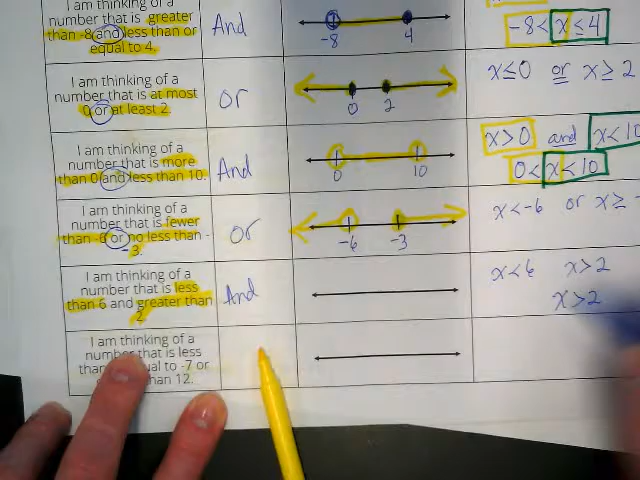 I am thinking of a
number that is greater
than -8 and less than or
equal to 4.
And
-8 4
-8 < x ≤ 4
I am thinking of a
number that is at most
0 or at least 2.
or
0 2
x ≤ 0 or x ≥ 2
I am thinking of a
number that is more
than 0 and less than 10.
And
0 10
x > 0 and x < 10
0 < x < 10
I am thinking of a
number that is fewer
than -6 or no less than -
3.
or
-6 -3
x < -6 or x ≥ -
I am thinking of a
number that is less
than 6 and greater than
2.
And
x < 6 x > 2
x > 2
I am thinking of a
number that is less
than
ual to -7 or
han 12.